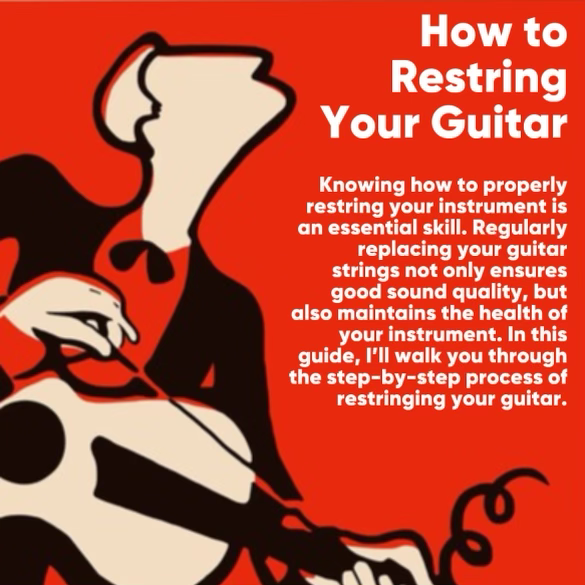 How to
Restring
Your Guitar
Knowing how to properly
restring your instrument is
an essential skill. Regularly
replacing your guitar
strings not only ensures
good sound quality, but
also maintains the health of
your instrument. In this
guide, I’ll walk you through
the step-by-step process of
restringing your guitar.